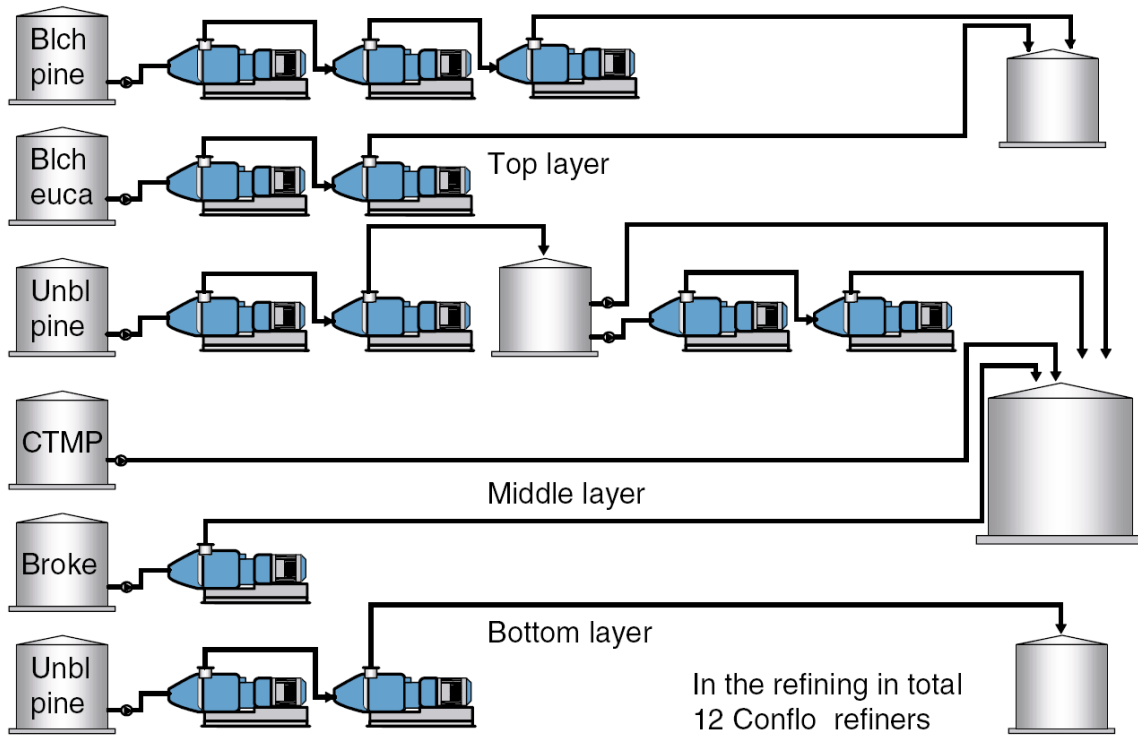 Blch
pine
Blch
euca
Top layer
Unbl
pine
CTMP
Middle layer
Broke
Bottom layer
Unbl
pine
In the refining in total
12 Conflo refiners